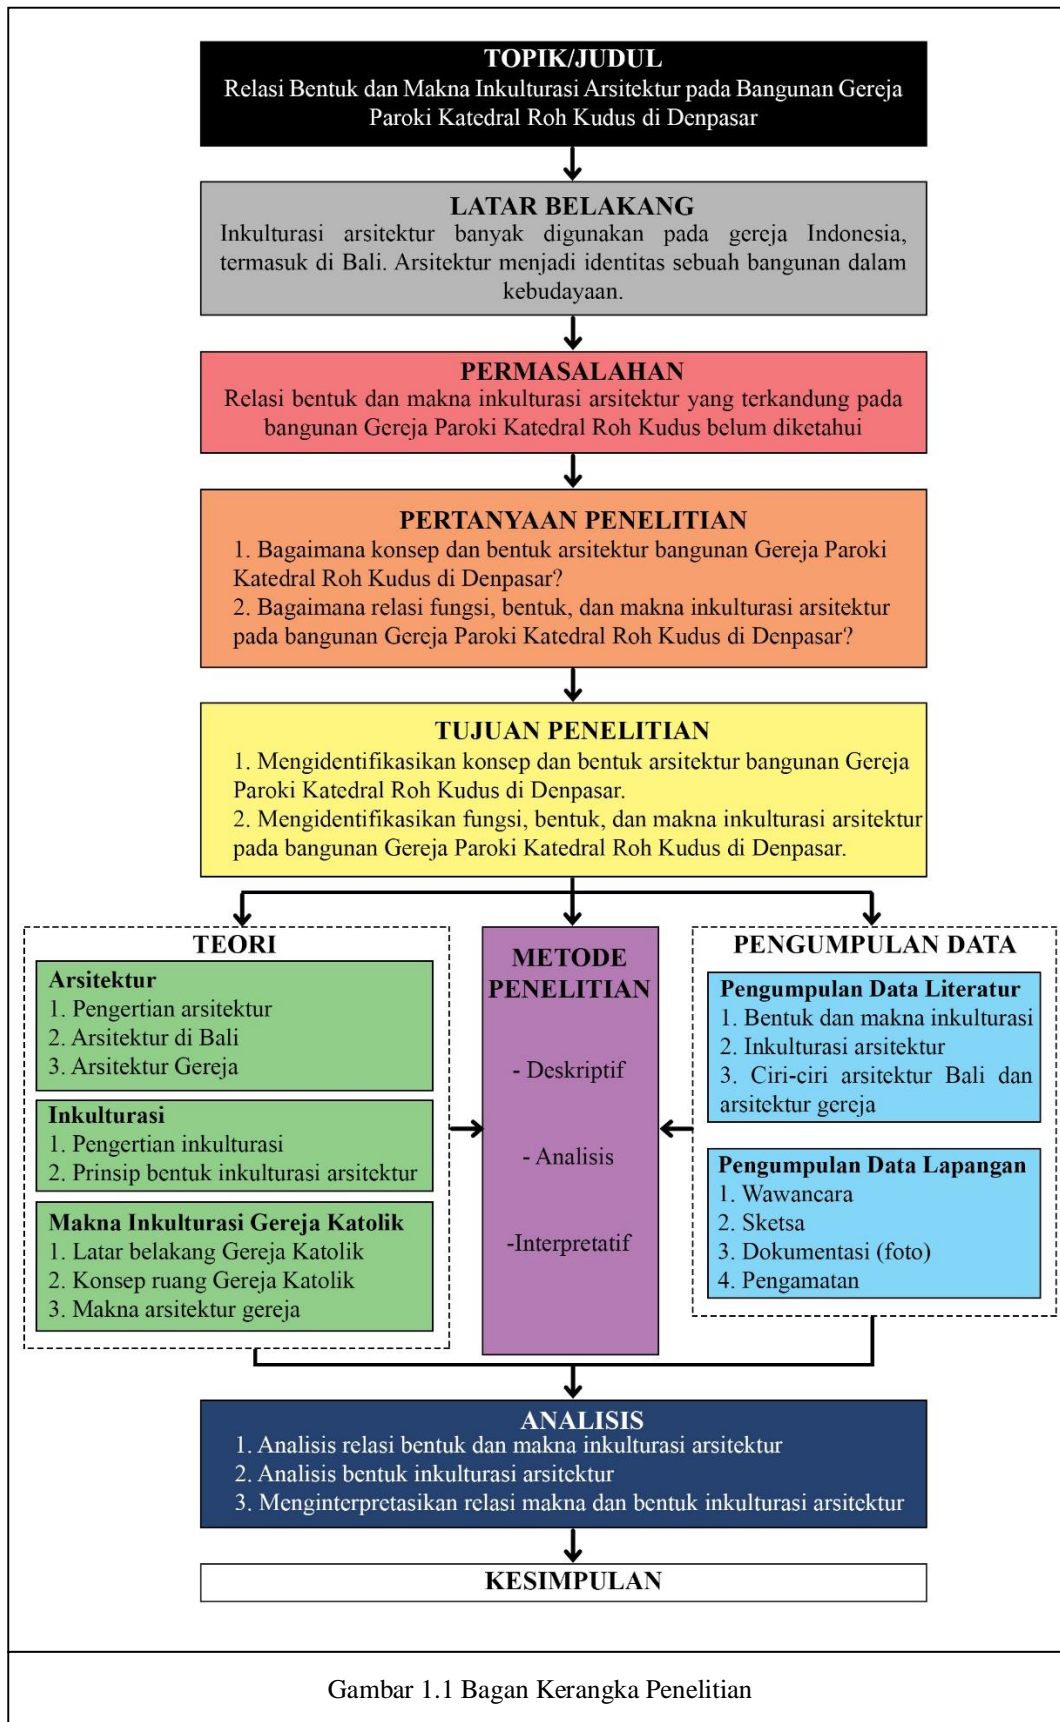 TOPIK/JUDUL
Relasi Bentuk dan Makna Inkulturasi Arsitektur pada Bangunan Gereja
Paroki Katedral Roh Kudus di Denpasar
LATAR BELAKANG
Inkulturasi arsitektur banyak digunakan pada gereja Indonesia,
termasuk di Bali. Arsitektur menjadi identitas sebuah bangunan dalam
kebudayaan.
PERMASALAHAN
Relasi bentuk dan makna inkulturasi arsitektur yang terkandung pada
bangunan Gereja Paroki Katedral Roh Kudus belum diketahui
PERTANYAAN PENELITIAN
1. Bagaimana konsep dan bentuk arsitektur bangunan Gereja Paroki
Katedral Roh Kudus di Denpasar?
2. Bagaimana relasi fungsi, bentuk, dan makna inkulturasi arsitektur
pada bangunan Gereja Paroki Katedral Roh Kudus di Denpasar?
TUJUAN PENELITIAN
1. Mengidentifikasikan konsep dan bentuk arsitektur bangunan Gereja
Paroki Katedral Roh Kudus di Denpasar.
2. Mengidentifikasikan fungsi, bentuk, dan makna inkulturasi arsitektur
pada bangunan Gereja Paroki Katedral Roh Kudus di Denpasar.
TEORI
Arsitektur
1. Pengertian arsitektur
2. Arsitektur di Bali
3. Arsitektur Gereja
Inkulturasi
1. Pengertian inkulturasi
2. Prinsip bentuk inkulturasi arsitektur
Makna Inkulturasi Gereja Katolik
1. Latar belakang Gereja Katolik
2. Konsep ruang Gereja Katolik
3. Makna arsitektur gereja
METODE
PENELITIAN
- Deskriptif
- Analisis
-Interpretatif
PENGUMPULAN DATA
Pengumpulan Data Literatur
1. Bentuk dan makna inkulturasi
2. Inkulturasi arsitektur
3. Ciri-ciri arsitektur Bali dan
arsitektur gereja
Pengumpulan Data Lapangan
1. Wawancara
2. Sketsa
3. Dokumentasi (foto)
4. Pengamatan
ANALISIS
1. Analisis relasi bentuk dan makna inkulturasi arsitektur
2. Analisis bentuk inkulturasi arsitektur
3. Menginterpretasikan relasi makna dan bentuk inkulturasi arsitektur
KESIMPULAN
Gambar 1.1 Bagan Kerangka Penelitian